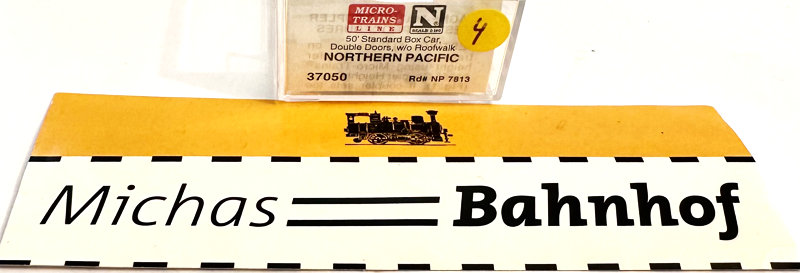 MICRO-
TRAINS®
LINE
N
SCALE N
50' Standard Box Car,
Double Doors, w/o Roofwalk
NORTHERN PACIFIC
37050 Rd# NP 7813
4
Michas Bahnhof